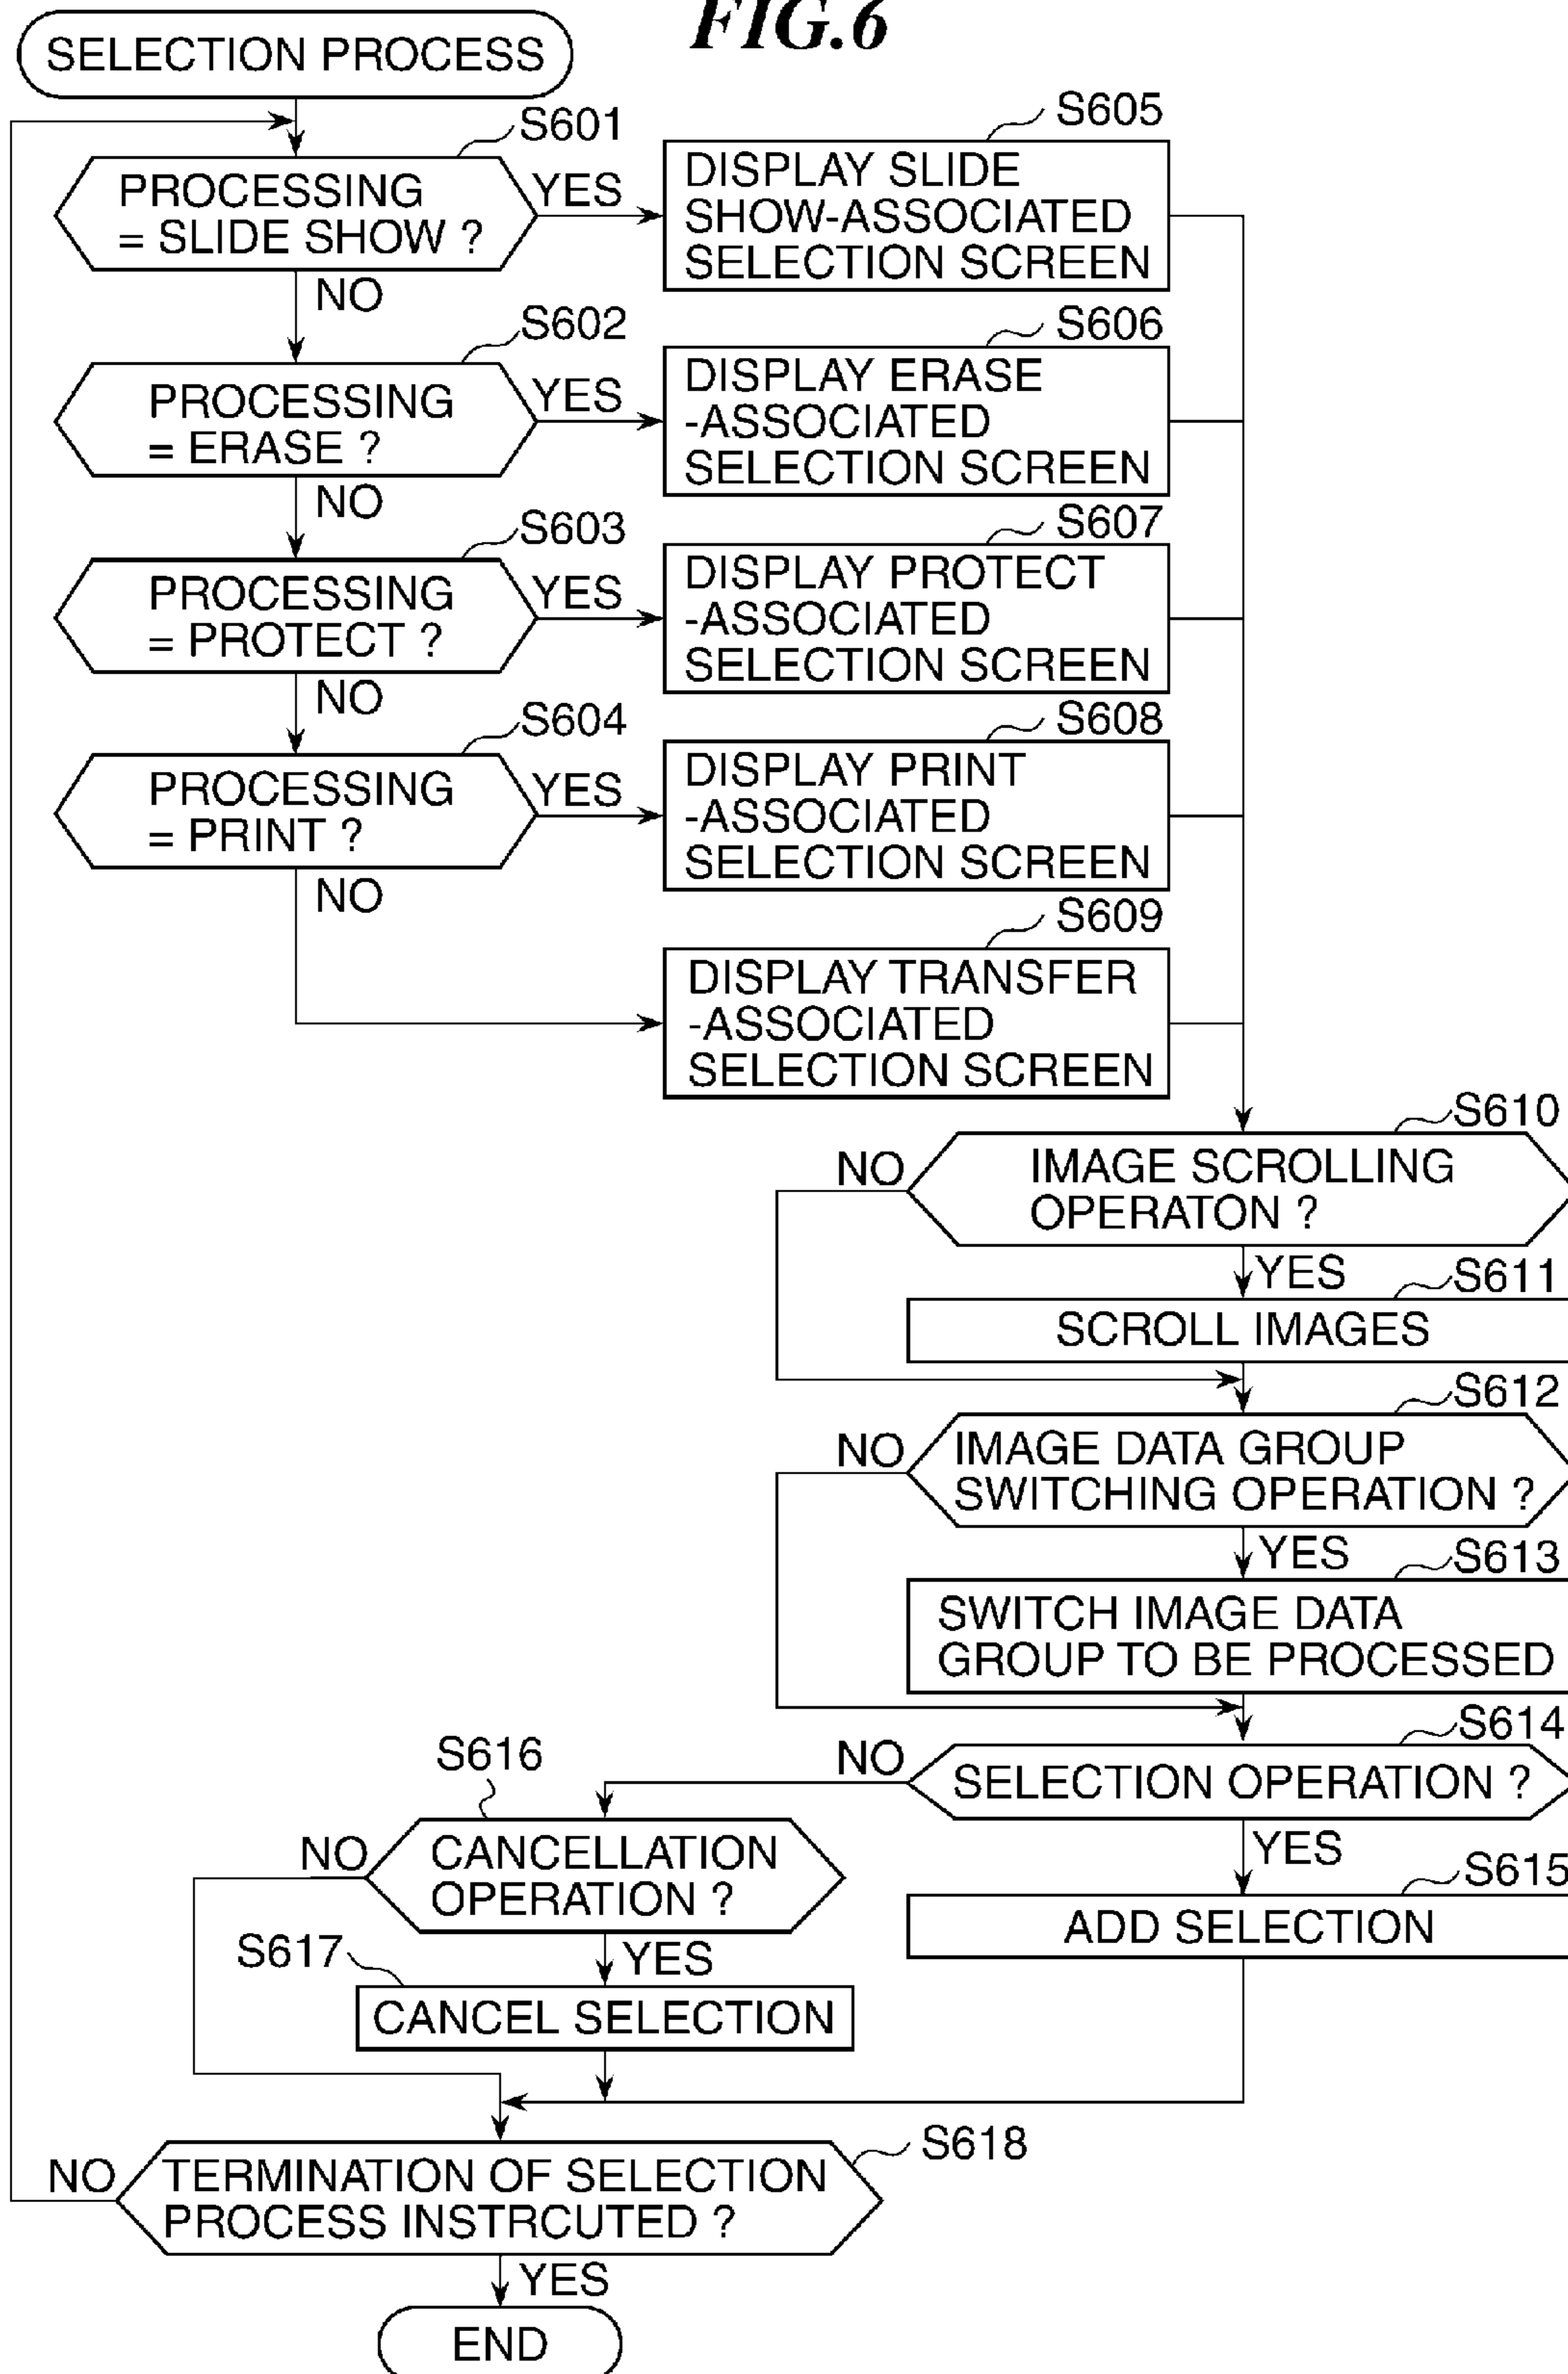 FIG.6
SELECTION PROCESS
S601
PROCESSING
= SLIDE SHOW ?
YES
NO
S605
DISPLAY SLIDE
SHOW-ASSOCIATED
SELECTION SCREEN
S602
PROCESSING
= ERASE ?
YES
NO
S606
DISPLAY ERASE
-ASSOCIATED
SELECTION SCREEN
S603
PROCESSING
= PROTECT ?
YES
NO
S607
DISPLAY PROTECT
-ASSOCIATED
SELECTION SCREEN
S604
PROCESSING
= PRINT ?
YES
NO
S608
DISPLAY PRINT
-ASSOCIATED
SELECTION SCREEN
S609
DISPLAY TRANSFER
-ASSOCIATED
SELECTION SCREEN
S610
NO
IMAGE SCROLLING
OPERATON ?
YES
S611
SCROLL IMAGES
S612
NO
IMAGE DATA GROUP
SWITCHING OPERATION ?
YES
S613
SWITCH IMAGE DATA
GROUP TO BE PROCESSED
S614
NO
SELECTION OPERATION ?
YES
S615
ADD SELECTION
S616
NO
CANCELLATION
OPERATION ?
YES
S617
CANCEL SELECTION
S618
NO
TERMINATION OF SELECTION
PROCESS INSTRCUTED ?
YES
END